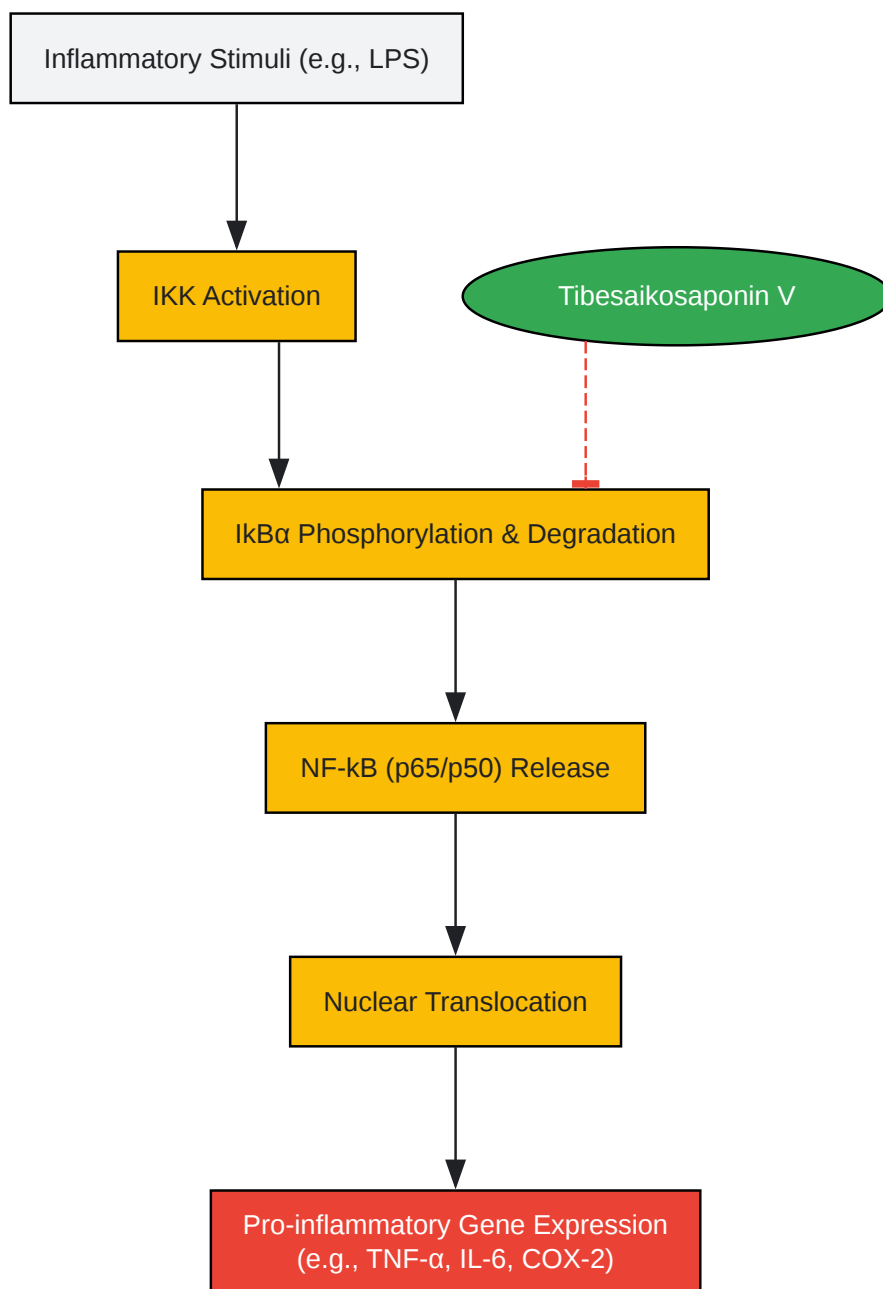 Inflammatory Stimuli (e.g., LPS)
IKK Activation
Tibesaikosaponin V
IkBα Phosphorylation & Degradation
NF-kB (p65/p50) Release
Nuclear Translocation
Pro-inflammatory Gene Expression
(e.g., TNF-α, IL-6, COX-2)